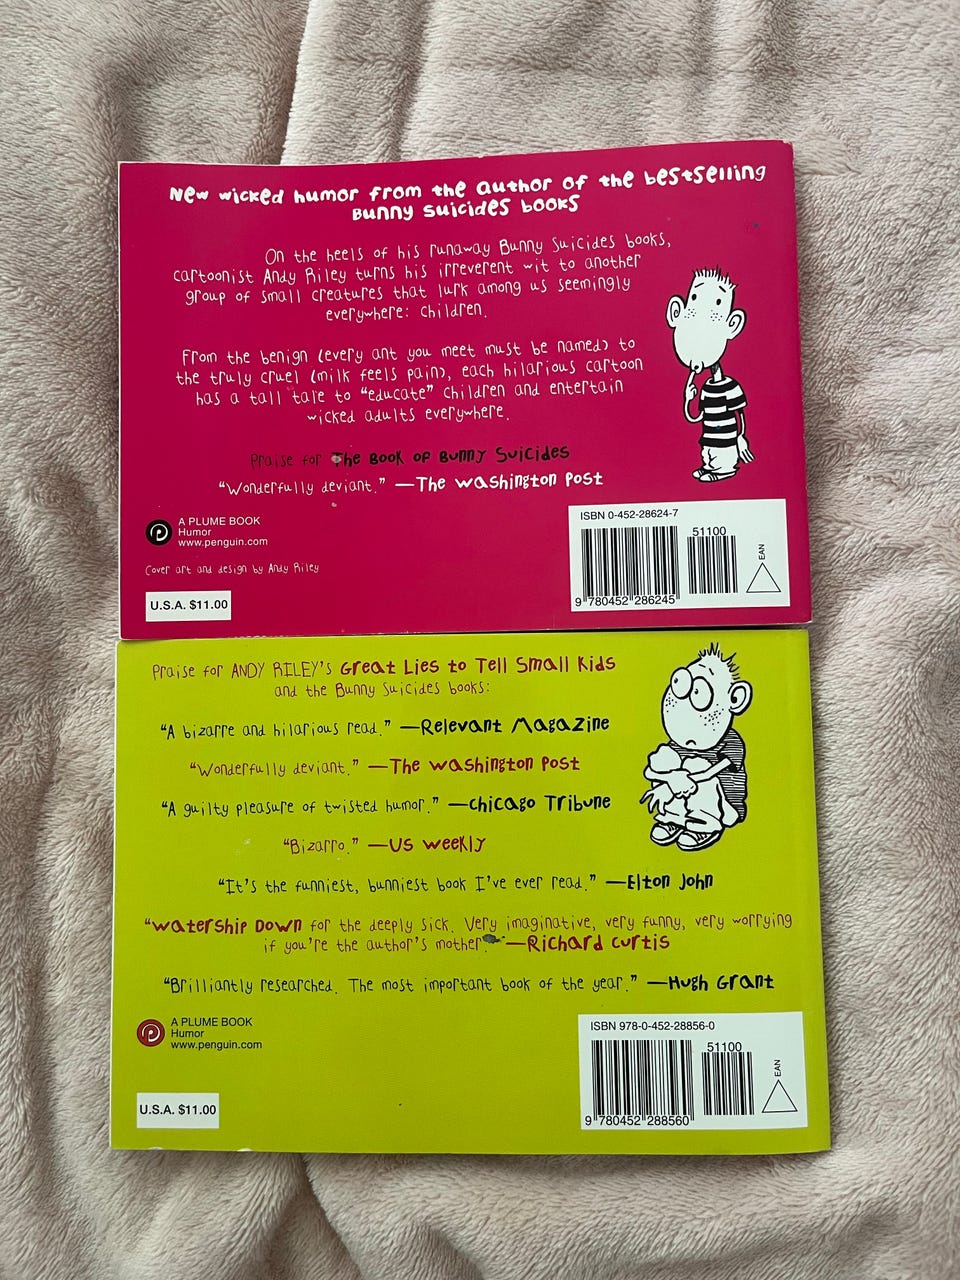 New wicked humor from the author of the bestselling
Bunny Suicides books
On the heels of his runaway Bunny Suicides books,
cartoonist Andy Riley turns his irreverent wit to another
group of small creatures that lurk among us seemingly
everywhere: children.
From the benign (every ant you meet must be named) to
the truly cruel (milk feels pain), each hilarious cartoon
has a tall tale to “educate” children and entertain
wicked adults everywhere.
Praise for The Book of Bunny Suicides
“Wonderfully deviant.” —The Washington Post
A PLUME BOOK
Humor
www.penguin.com
Cover art and design by Andy Riley
U.S.A. $11.00
ISBN 0-452-28624-7
51100
EAN
9 780452 286245
Praise for ANDY RILEY’s Great Lies to Tell Small Kids
and the Bunny Suicides books:
“A bizarre and hilarious read.” —Relevant Magazine
“Wonderfully deviant.” —The Washington Post
“A guilty pleasure of twisted humor.” —Chicago Tribune
“Bizarro.” —US Weekly
“It’s the funniest, bunniest book I’ve ever read.” —Elton John
“Watership Down for the deeply sick. Very imaginative, very funny, very worrying
if you’re the author’s mother.” —Richard Curtis
“Brilliantly researched. The most important book of the year.” —Hugh Grant
A PLUME BOOK
Humor
www.penguin.com
U.S.A. $11.00
ISBN 978-0-452-28856-0
51100
EAN
9 780452 288560